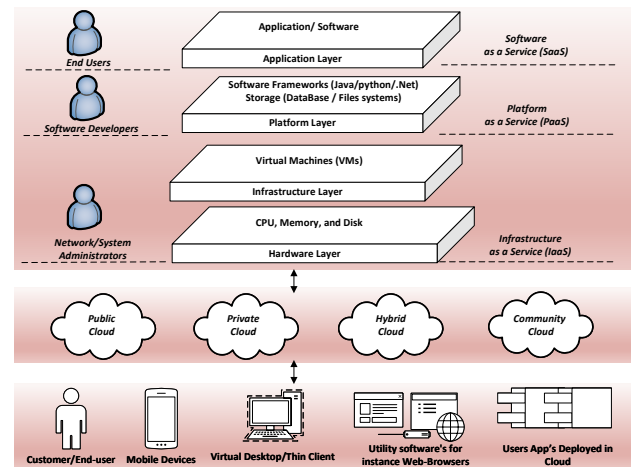 Application/ Software
Application Layer
End Users
Software
as a Service (SaaS)
Software Frameworks (Java/python/.Net)
Storage (DataBase / Files systems)
Platform Layer
Software Developers
Platform
as a Service (PaaS)
Virtual Machines (VMs)
Infrastructure Layer
CPU, Memory, and Disk
Hardware Layer
Network/System
Administrators
Infrastructure
as a Service (IaaS)
Public
Cloud
Private
Cloud
Hybrid
Cloud
Community
Cloud
Customer/End-user
Mobile Devices
Virtual Desktop/Thin Client
Utility software's for
instance Web-Browsers
Users App's Deployed in
Cloud